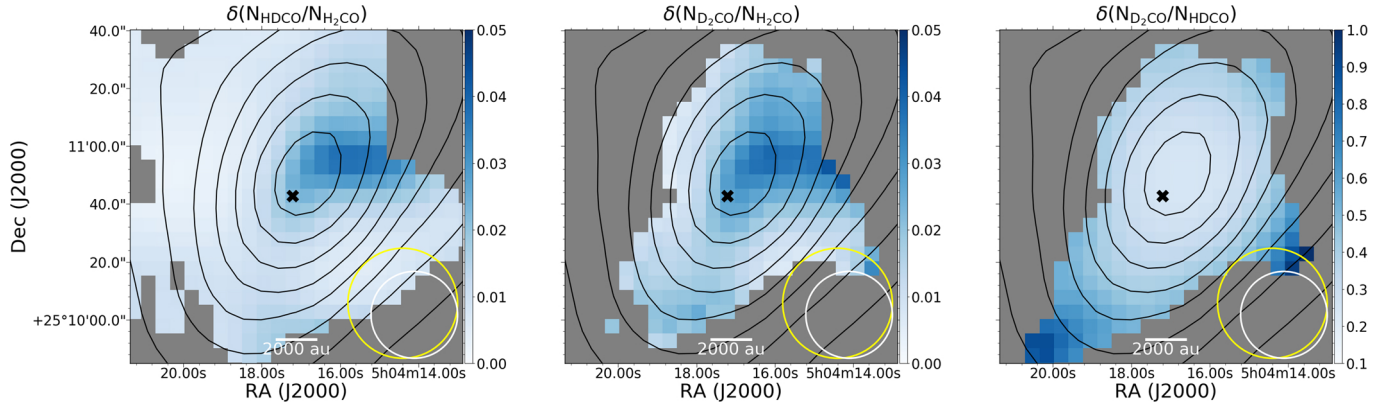 δ(N_HDCO/N_H₂CO)
δ(N_D₂CO/N_H₂CO)
δ(N_D₂CO/N_HDCO)
Dec (J2000)
40.0"
20.0"
11'00.0"
40.0"
20.0"
+25°10'00.0"
2000 au
20.00s 18.00s 16.00s 5h04m14.00s
RA (J2000)
0.05
0.04
0.03
0.02
0.01
0.00
2000 au
20.00s 18.00s 16.00s 5h04m14.00s
RA (J2000)
0.05
0.04
0.03
0.02
0.01
0.00
2000 au
20.00s 18.00s 16.00s 5h04m14.00s
RA (J2000)
1.0
0.9
0.8
0.7
0.6
0.5
0.4
0.3
0.2
0.1